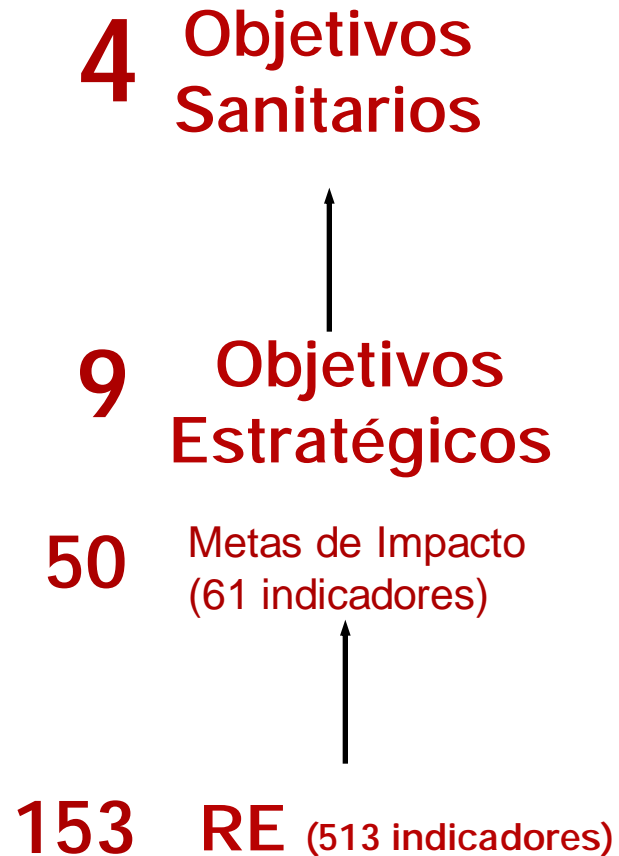 4 Objetivos
Sanitarios
9 Objetivos
Estratégicos
50 Metas de Impacto
(61 indicadores)
153 RE (513 indicadores)